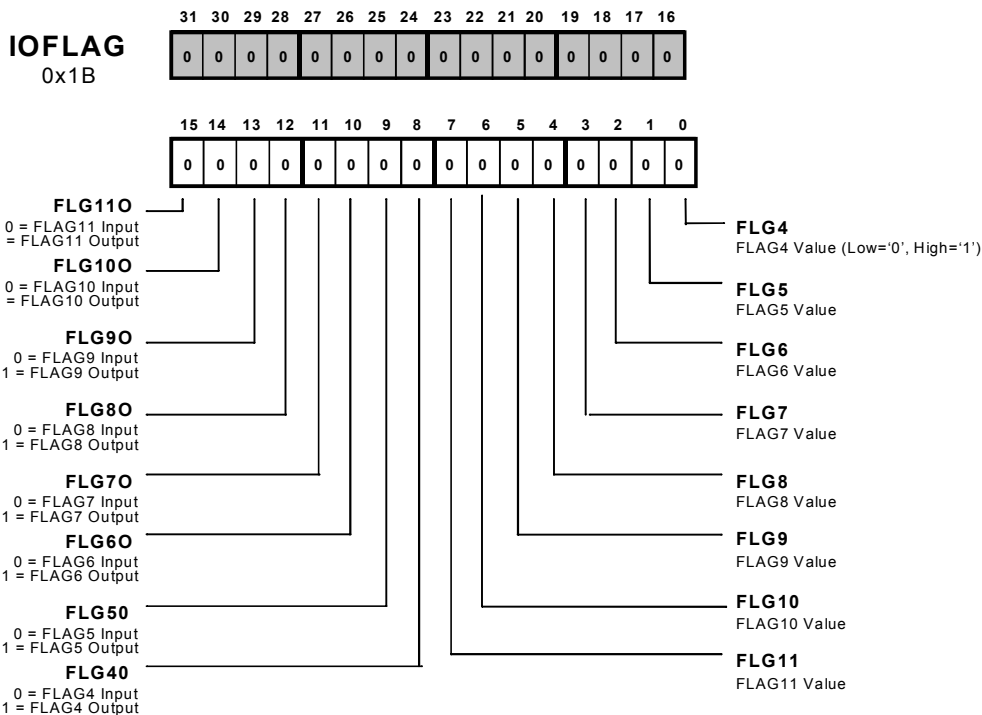 31 30 29 28 27 26 25 24 23 22 21 20 19 18 17 16
IOFLAG
0x1B
0 0 0 0 0 0 0 0 0 0 0 0 0 0 0 0
15 14 13 12 11 10 9 8 7 6 5 4 3 2 1 0
0 0 0 0 0 0 0 0 0 0 0 0 0 0 0 0
FLG11O
0 = FLAG11 Input
= FLAG11 Output
FLG10O
0 = FLAG10 Input
= FLAG10 Output
FLG9O
0 = FLAG9 Input
1 = FLAG9 Output
FLG8O
0 = FLAG8 Input
1 = FLAG8 Output
FLG7O
0 = FLAG7 Input
1 = FLAG7 Output
FLG6O
0 = FLAG6 Input
1 = FLAG6 Output
FLG50
0 = FLAG5 Input
1 = FLAG5 Output
FLG40
0 = FLAG4 Input
1 = FLAG4 Output
FLG4
FLAG4 Value (Low=‘0’, High=‘1’)
FLG5
FLAG5 Value
FLG6
FLAG6 Value
FLG7
FLAG7 Value
FLG8
FLAG8 Value
FLG9
FLAG9 Value
FLG10
FLAG10 Value
FLG11
FLAG11 Value